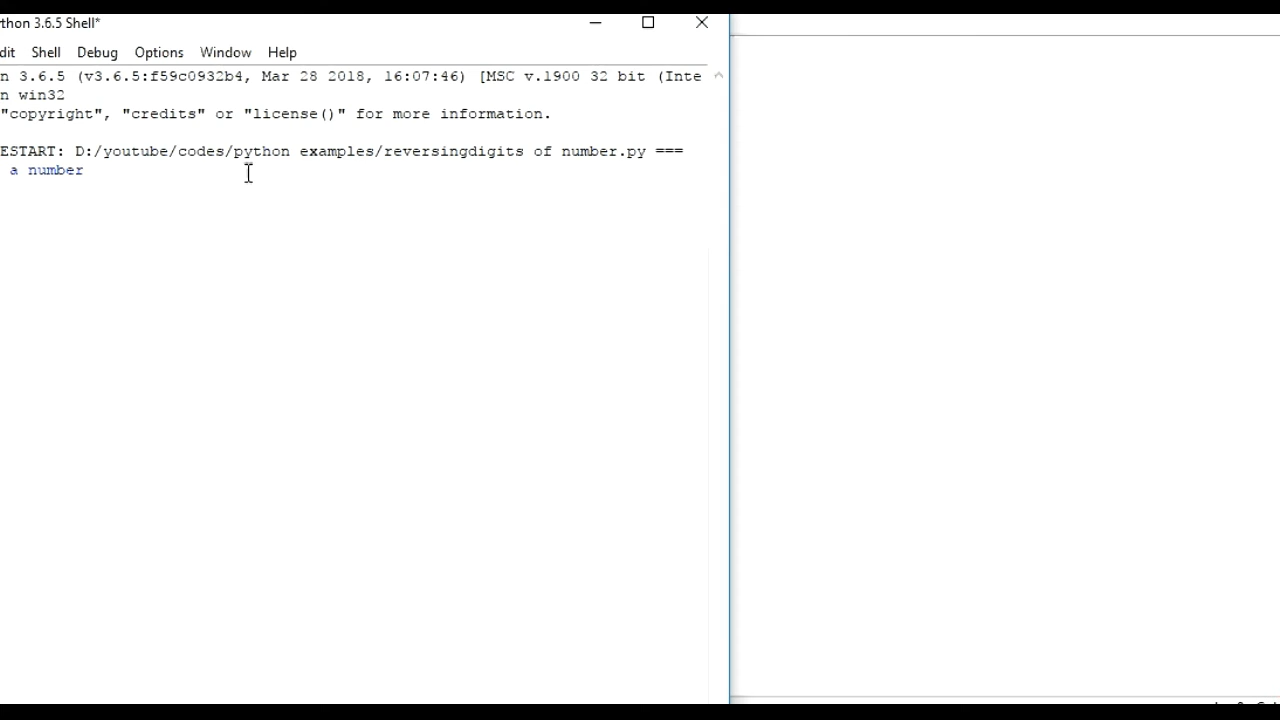 thon 3.6.5 Shell*
dit Shell Debug Options Window Help
n 3.6.5 (v3.6.5:f59c0932b4, Mar 28 2018, 16:07:46) [MSC v.1900 32 bit (Inte
n win32
"copyright", "credits" or "license()" for more information.
ESTART: D:/youtube/codes/python examples/reversingdigits of number.py ===
a number